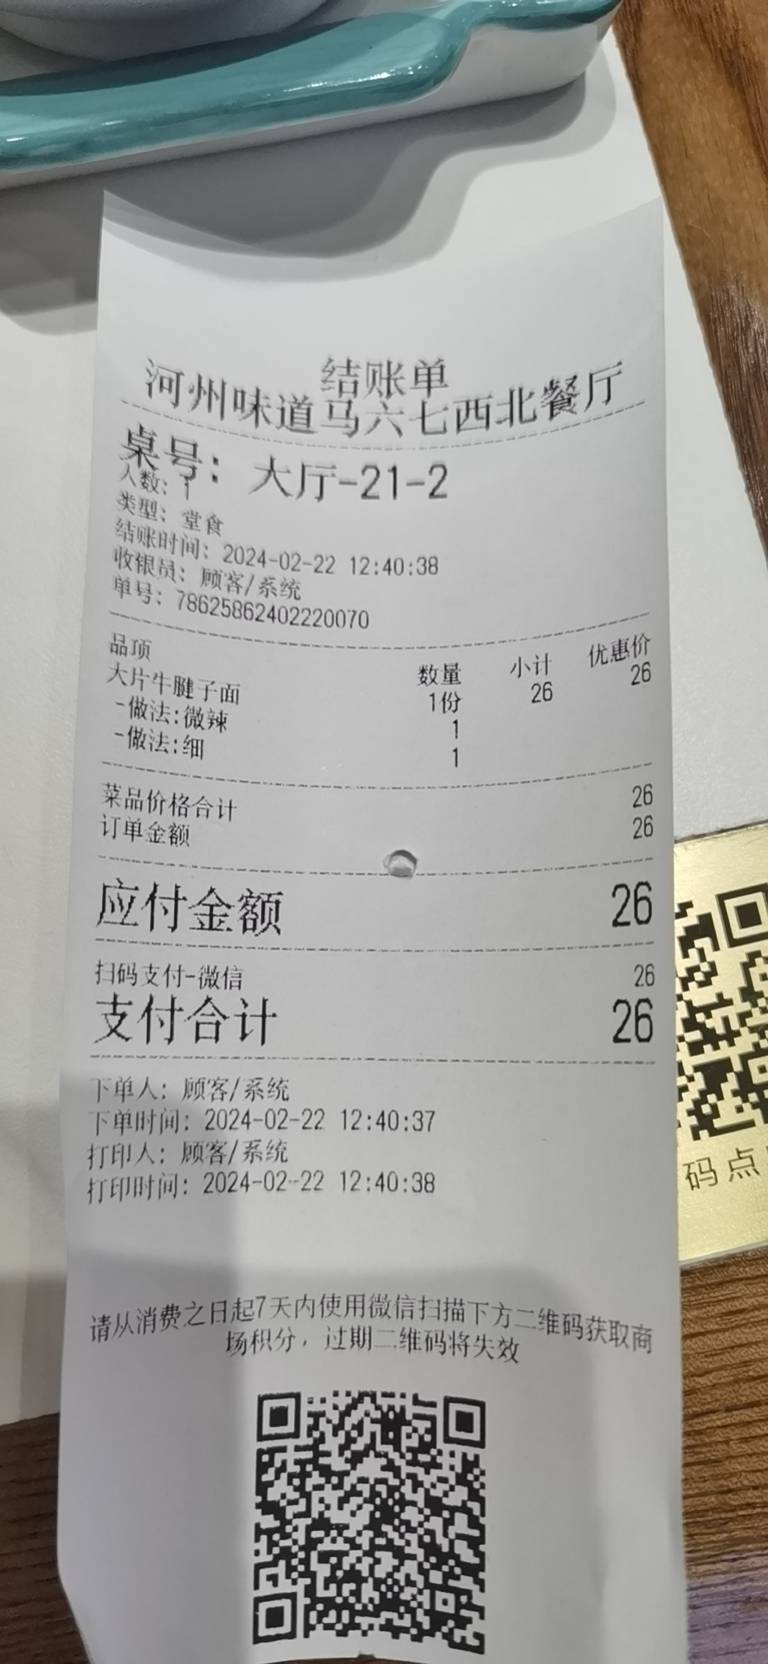 结账单
河州味道马六七西北餐厅
桌号: 大厅-21-2
人数: 1
类型: 堂食
结账时间: 2024-02-22 12:40:38
收银员: 顾客/系统
单号: 78625862402220070
品项 数量 小计 优惠价
大片牛腱子面 1份 26 26
-做法:微辣 1
-做法:细 1
菜品价格合计 26
订单金额 26
应付金额 26
扫码支付-微信 26
支付合计 26
下单人: 顾客/系统
下单时间: 2024-02-22 12:40:37
打印人: 顾客/系统
打印时间: 2024-02-22 12:40:38
码点
请从消费之日起7天内使用微信扫描下方二维码获取商
场积分，过期二维码将失效